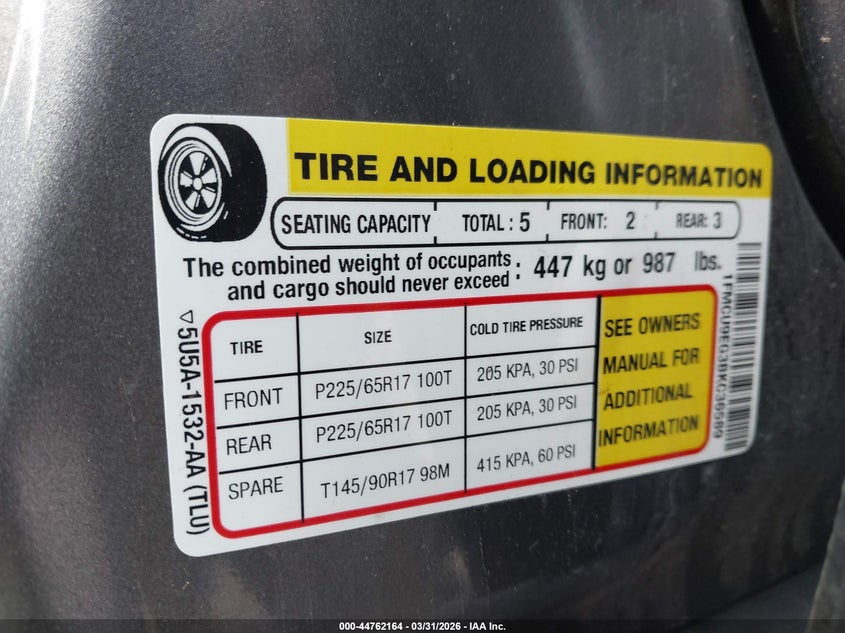 TIRE AND LOADING INFORMATION
SEATING CAPACITY TOTAL : 5 FRONT: 2 REAR: 3
The combined weight of occupants
and cargo should never exceed : 447 kg or 987 lbs.
TIRE SIZE COLD TIRE PRESSURE
FRONT P225/65R17 100T 205 KPA, 30 PSI
REAR P225/65R17 100T 205 KPA, 30 PSI
SPARE T145/90R17 98M 415 KPA, 60 PSI
SEE OWNERS
MANUAL FOR
ADDITIONAL
INFORMATION
5U5A-1532-AA (TLU)
1FMCU9EG3BKC36589
000-44762164 - 03/31/2026 - IAA Inc.